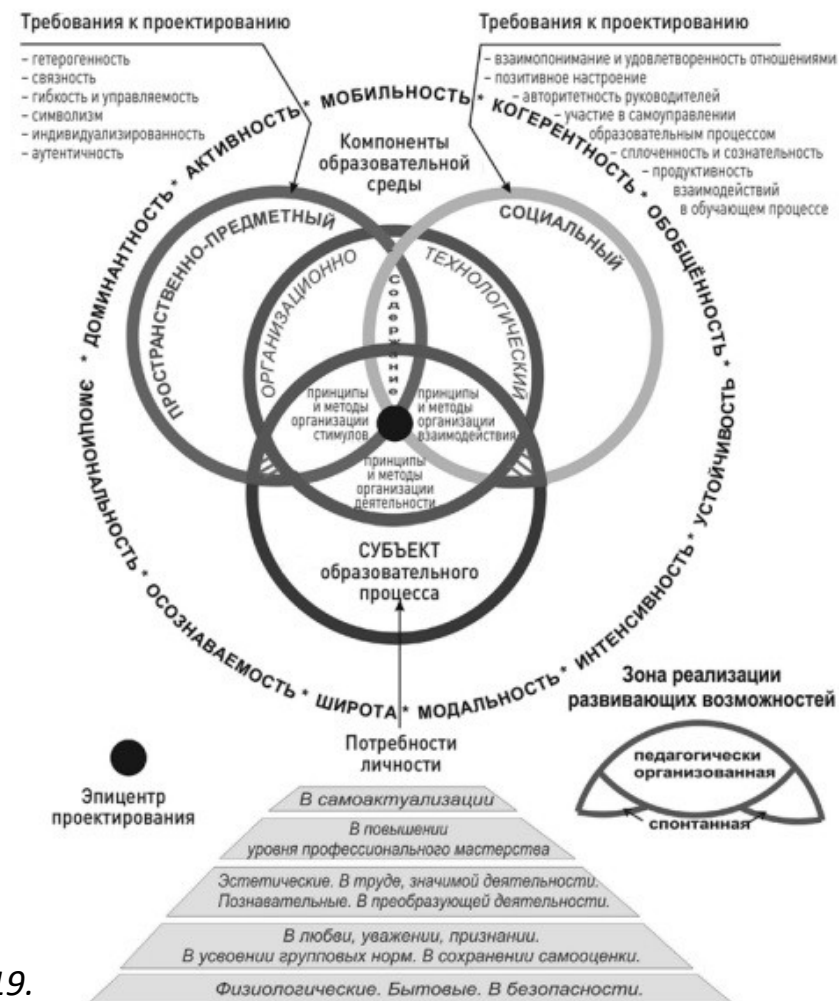 Требования к проектированию
– гетерогенность
– связность
– гибкость и управляемость
– символизм
– индивидуализированность
– аутентичность
Требования к проектированию
– взаимопонимание и удовлетворенность отношениями
– позитивное настроение
– авторитетность руководителей
– участие в самоуправлении
образовательным процессом
– сплоченность и сознательность
– продуктивность
взаимодействий
в обучающем процессе
* ДОМИНАНТНОСТЬ * АКТИВНОСТЬ * МОБИЛЬНОСТЬ * КОГЕРЕНТНОСТЬ * ОБОБЩЁННОСТЬ * УСТОЙЧИВОСТЬ * ИНТЕНСИВНОСТЬ * МОДАЛЬНОСТЬ * ШИРОТА * ОСОЗНАВАЕМОСТЬ * ЭМОЦИОНАЛЬНОСТЬ
Компоненты
образовательной
среды
ПРОСТРАНСТВЕННО-ПРЕДМЕТНЫЙ
СОЦИАЛЬНЫЙ
ОРГАНИЗАЦИОННО
ТЕХНОЛОГИЧЕСКИЙ
Содержание
принципы
и методы
организации
стимулов
принципы
и методы
организации
взаимодействия
принципы
и методы
организации
деятельности
СУБЪЕКТ
образовательного
процесса
Зона реализации
развивающих возможностей
педагогически
организованная
спонтанная
Эпицентр
проектирования
Потребности
личности
В самоактуализации
В повышении
уровня профессионального мастерства
Эстетические. В труде, значимой деятельности.
Познавательные. В преобразующей деятельности.
В любви, уважении, признании.
В усвоении групповых норм. В сохранении самооценки.
Физиологические. Бытовые. В безопасности.
19.